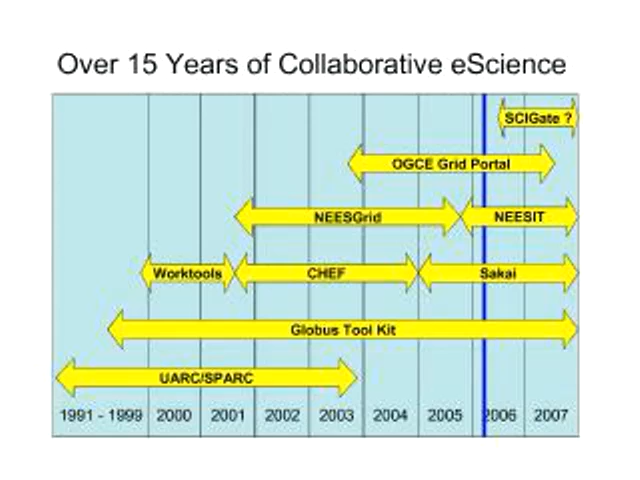 Over 15 Years of Collaborative eScience
SCIGate ?
OGCE Grid Portal
NEESGrid NEESIT
Worktools CHEF Sakai
Globus Tool Kit
UARC/SPARC
1991 - 1999 2000 2001 2002 2003 2004 2005 2006 2007